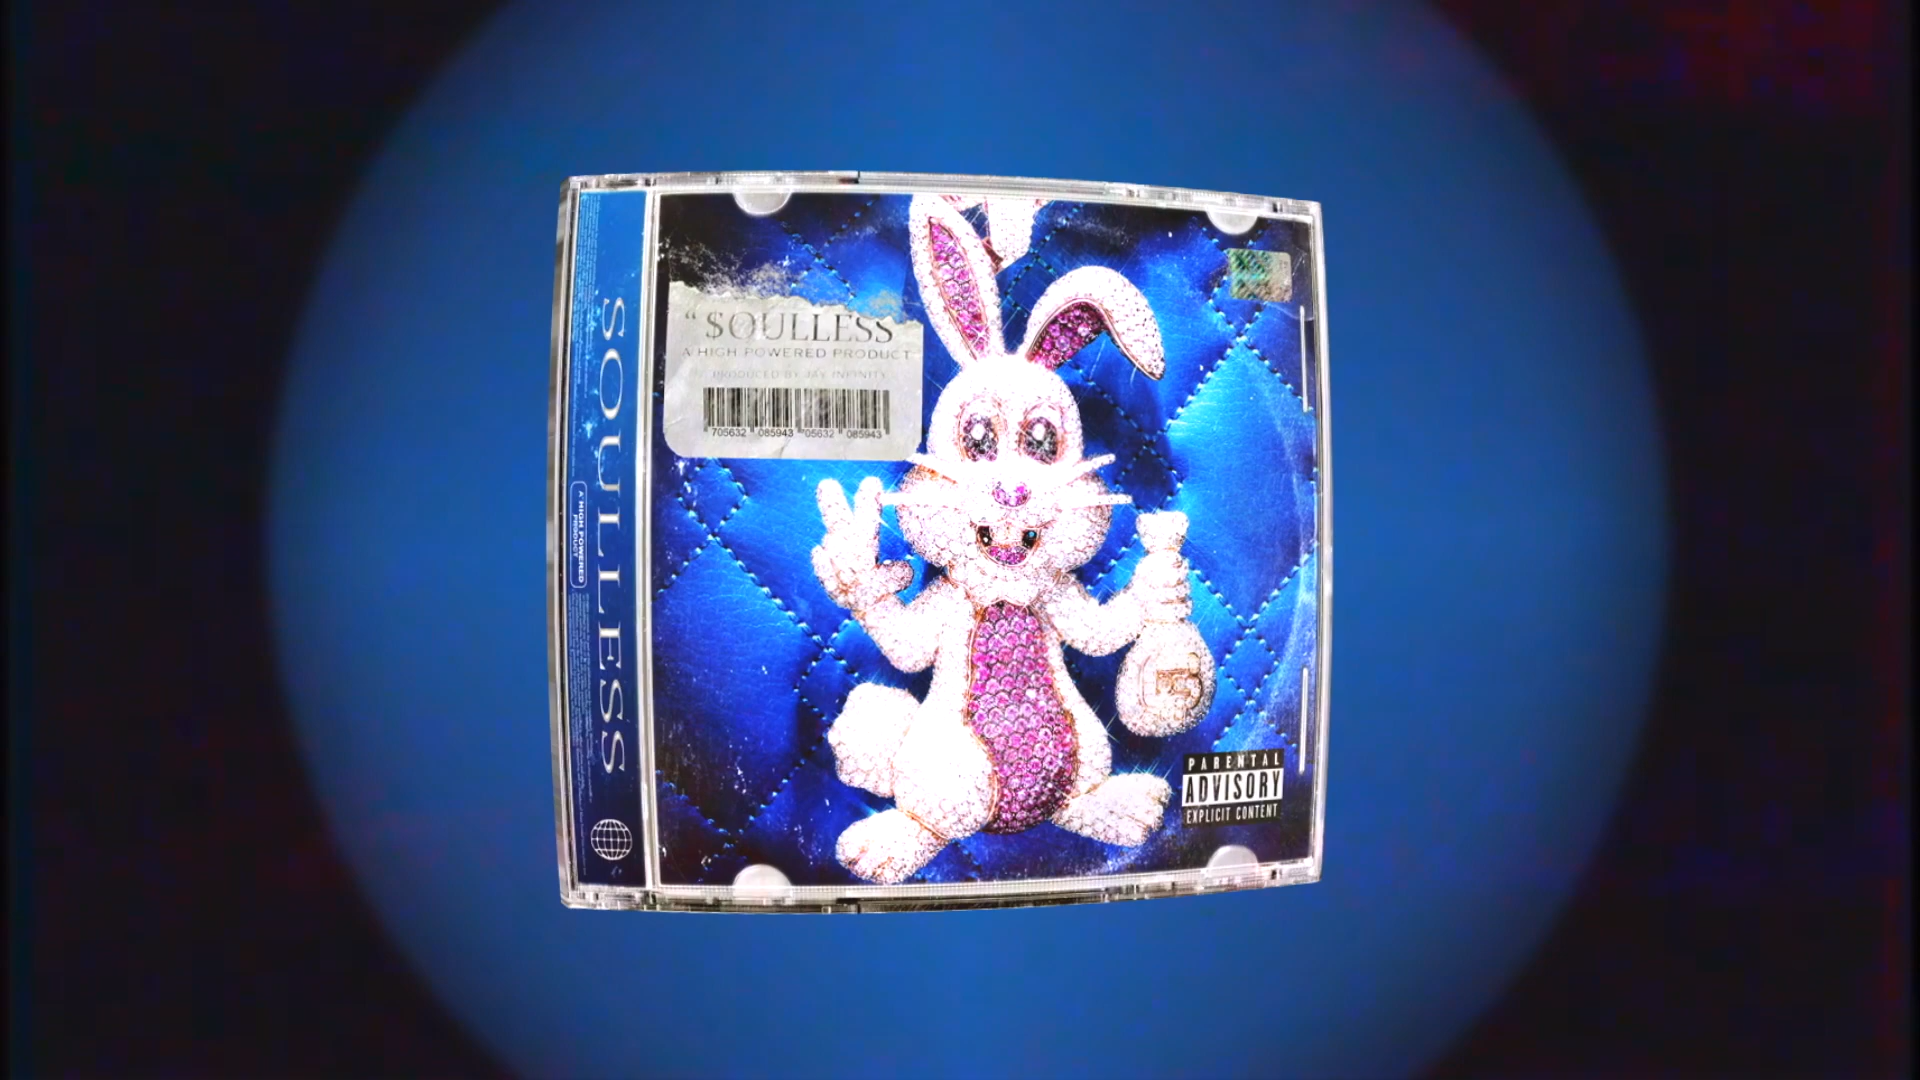 SOULLESS
A HIGH POWERED
PRODUCT
“ $OULLESS
A HIGH POWERED PRODUCT
PRODUCED BY JAY INFINITY
705632 085943 705632 085943
PARENTAL
ADVISORY
EXPLICIT CONTENT